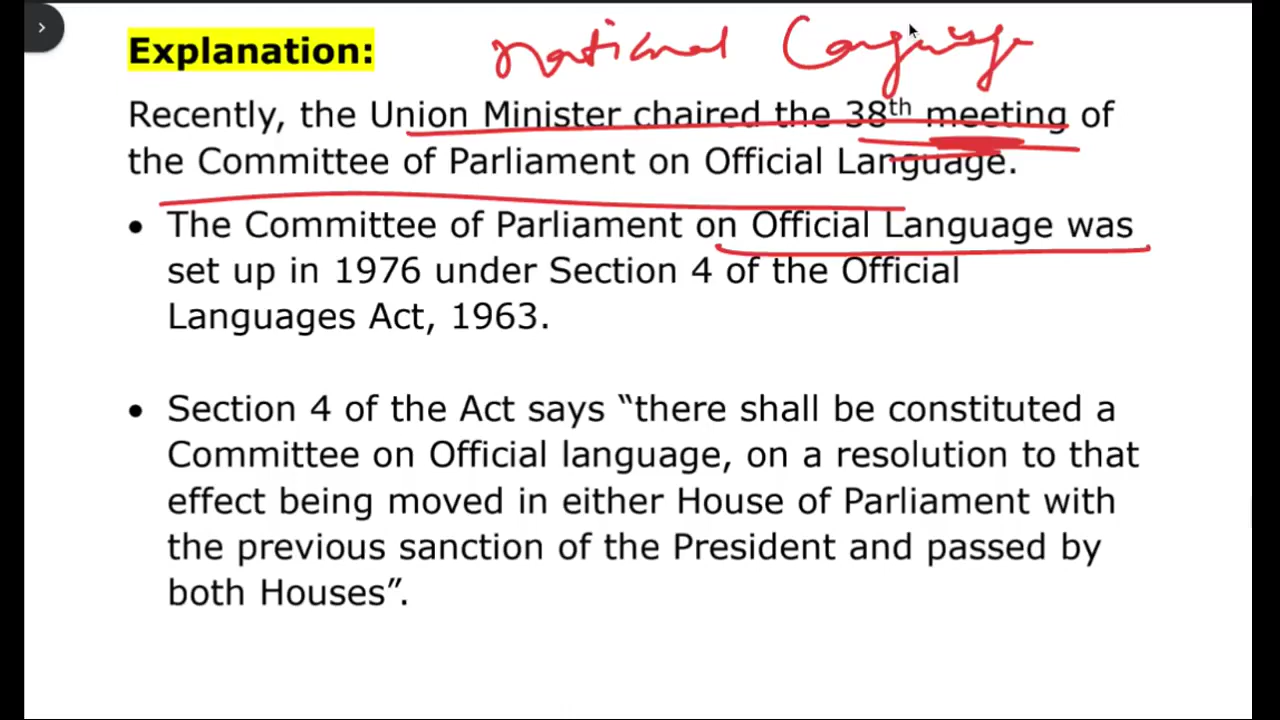 Explanation: national Language
Recently, the Union Minister chaired the 38th meeting of
the Committee of Parliament on Official Language.
• The Committee of Parliament on Official Language was
set up in 1976 under Section 4 of the Official
Languages Act, 1963.
• Section 4 of the Act says “there shall be constituted a
Committee on Official language, on a resolution to that
effect being moved in either House of Parliament with
the previous sanction of the President and passed by
both Houses”.